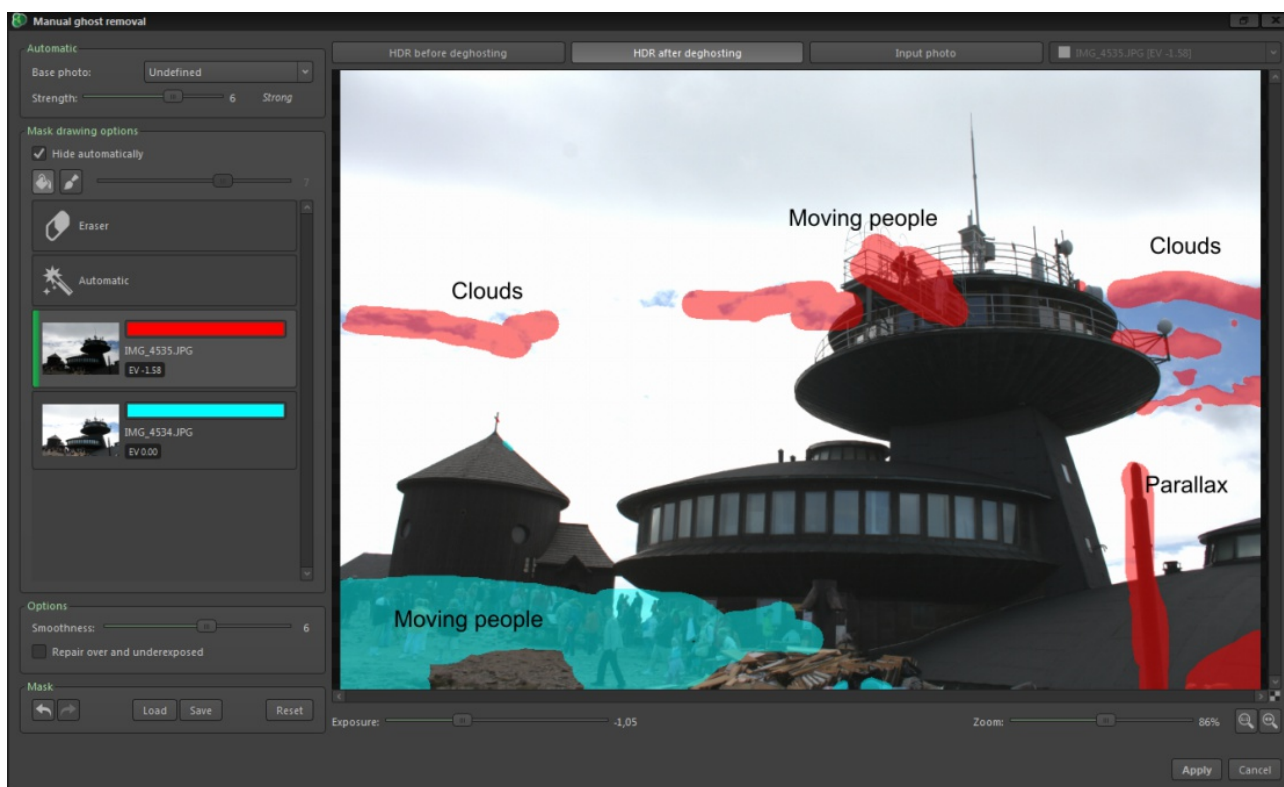 Manual ghost removal
Automatic
Base photo: Undefined
Strength: 6 Strong
Mask drawing options
Hide automatically
7
Eraser
Automatic
IMG_4535.JPG
EV -1.58
IMG_4534.JPG
EV 0.00
Options
Smoothness: 6
Repair over and underexposed
Mask
Load Save Reset
HDR before deghosting HDR after deghosting Input photo IMG_4535.JPG [EV -1.58]
Moving people
Clouds
Clouds
Parallax
Moving people
Exposure: -1,05 Zoom: 86%
Apply Cancel